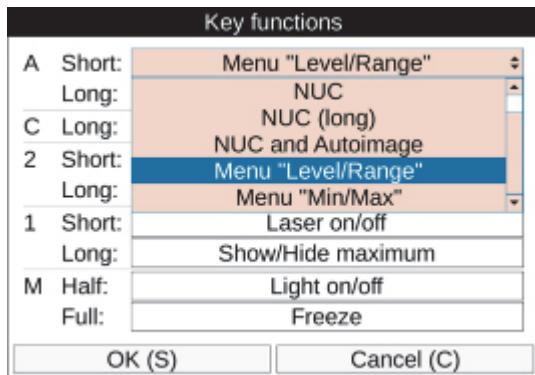 Key functions
A Short: Menu "Level/Range"
Long: NUC
NUC (long)
C Long:
NUC and Autoimage
2 Short:
Menu "Level/Range"
Long: Menu "Min/Max"
1 Short: Laser on/off
Long: Show/Hide maximum
M Half: Light on/off
Full: Freeze
OK (S) Cancel (C)